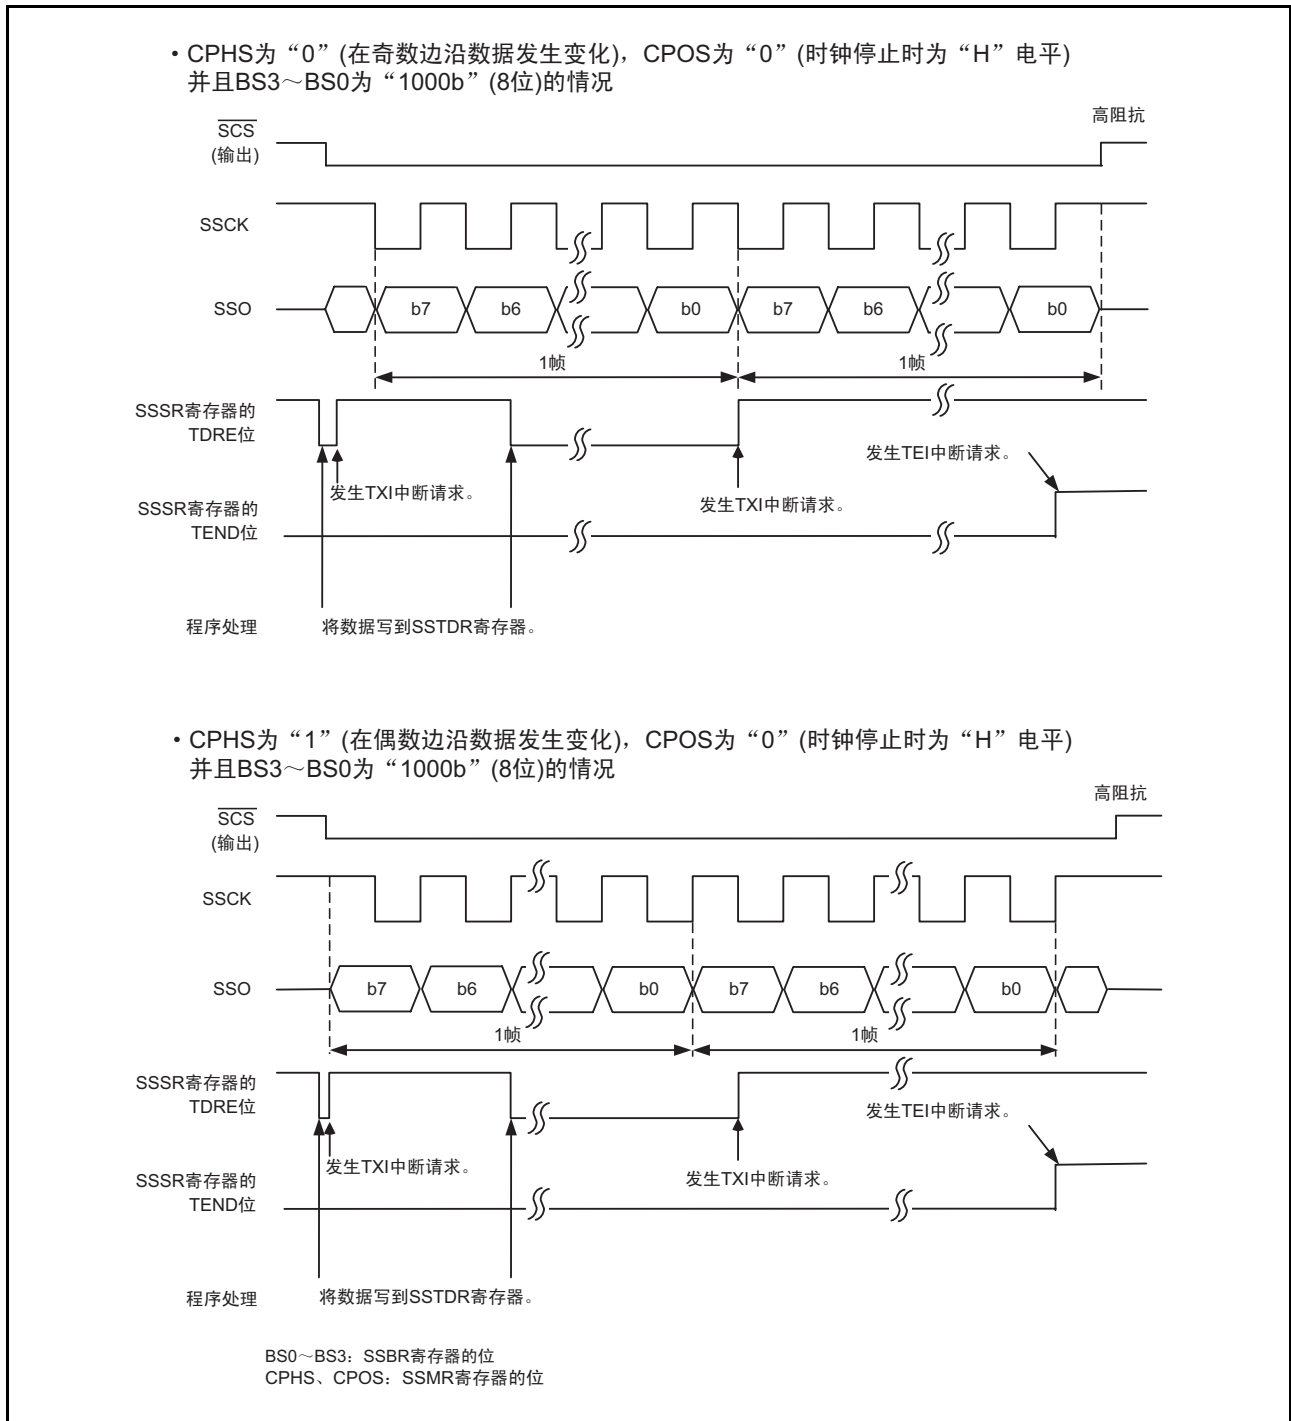 ・CPHS为“0”(在奇数边沿数据发生变化)，CPOS为“0”(时钟停止时为“H”电平)
并且BS3～BS0为“1000b”(8位)的情况
高阻抗
SCS
(输出)
SSCK
SSO
b7
b6
b0
b7
b6
b0
1帧
1帧
SSSR寄存器的
TDRE位
发生TEI中断请求。
发生TXI中断请求。
发生TXI中断请求。
SSSR寄存器的
TEND位
程序处理
将数据写到SSTDR寄存器。
・CPHS为“1”(在偶数边沿数据发生变化)，CPOS为“0”(时钟停止时为“H”电平)
并且BS3～BS0为“1000b”(8位)的情况
高阻抗
SCS
(输出)
SSCK
SSO
b7
b6
b0
b7
b6
b0
1帧
1帧
SSSR寄存器的
TDRE位
发生TEI中断请求。
发生TXI中断请求。
发生TXI中断请求。
SSSR寄存器的
TEND位
程序处理
将数据写到SSTDR寄存器。
BS0～BS3：SSBR寄存器的位
CPHS、CPOS：SSMR寄存器的位